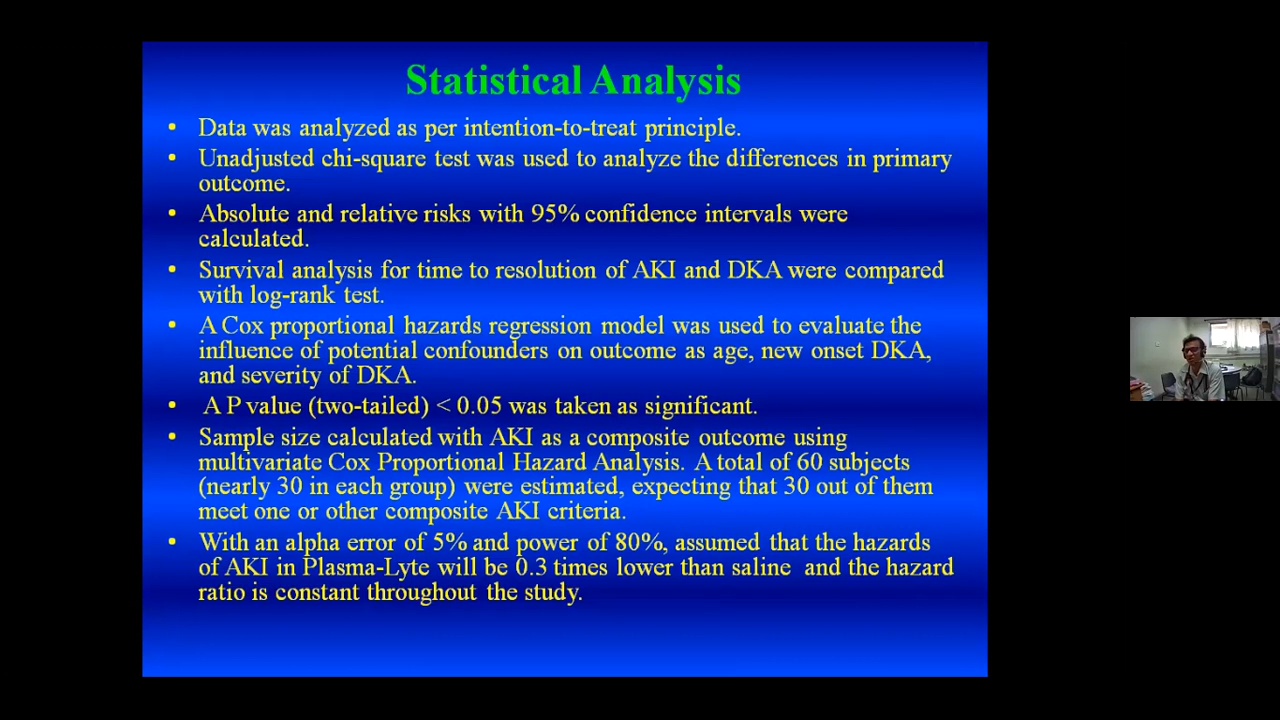 Statistical Analysis
• Data was analyzed as per intention-to-treat principle.
• Unadjusted chi-square test was used to analyze the differences in primary
outcome.
• Absolute and relative risks with 95% confidence intervals were
calculated.
• Survival analysis for time to resolution of AKI and DKA were compared
with log-rank test.
• A Cox proportional hazards regression model was used to evaluate the
influence of potential confounders on outcome as age, new onset DKA,
and severity of DKA.
• A P value (two-tailed) < 0.05 was taken as significant.
• Sample size calculated with AKI as a composite outcome using
multivariate Cox Proportional Hazard Analysis. A total of 60 subjects
(nearly 30 in each group) were estimated, expecting that 30 out of them
meet one or other composite AKI criteria.
• With an alpha error of 5% and power of 80%, assumed that the hazards
of AKI in Plasma-Lyte will be 0.3 times lower than saline and the hazard
ratio is constant throughout the study.